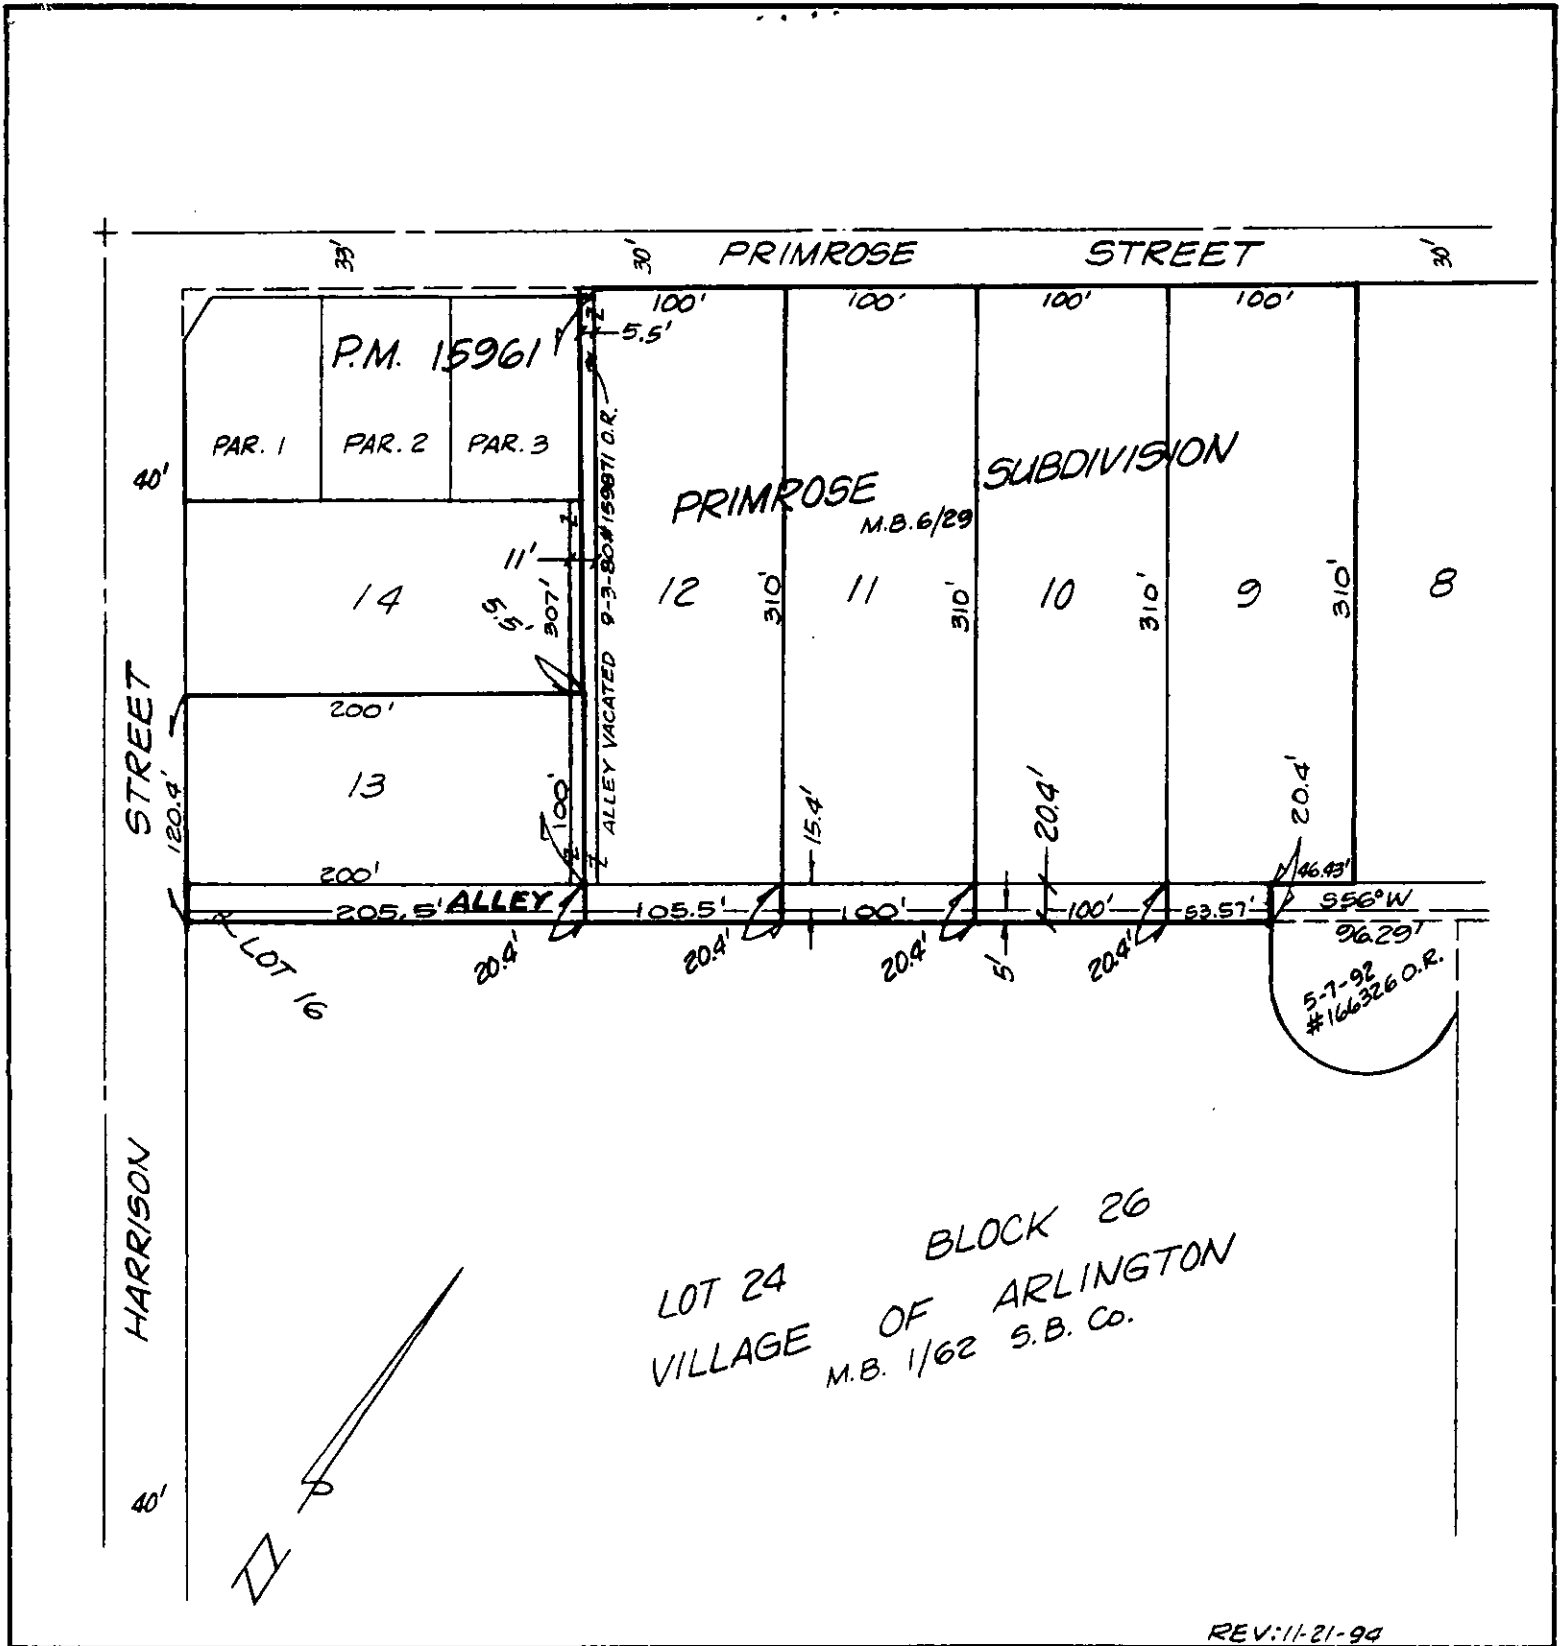 33'
30'
PRIMROSE STREET
30'
100'
100'
100'
100'
5.5'
P.M. 15961
PAR. 1
PAR. 2
PAR. 3
40'
ALLEY VACATED 9-3-80 #159871 O.R.
PRIMROSE SUBDIVISION
M.B. 6/29
11'
5.5'
307'
14
12
310'
11
310'
10
310'
9
310'
8
200'
13
100'
200'
120.4'
HARRISON STREET
15.4'
20.4'
20.4'
46.43'
205.5'
ALLEY
105.5'
100'
100'
53.57'
S56°W
96.29'
LOT 16
20.4'
20.4'
20.4'
5'
20.4'
5-7-92
#166326 O.R.
BLOCK 26
LOT 24
VILLAGE OF ARLINGTON
M.B. 1/62 S.B. Co.
40'
N
REV: 11-21-94